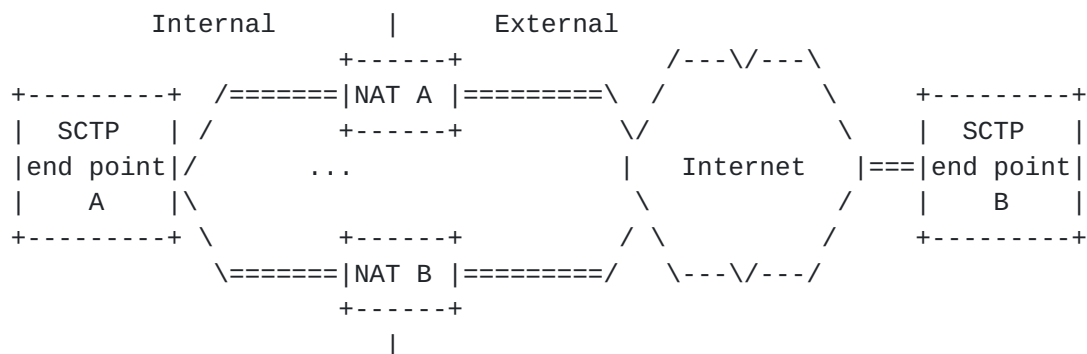 Internal | External
+------+ /---\/---\
+---------+ /=======|NAT A |=========\ / \ +---------+
| SCTP | / +------+ \/ \ | SCTP |
|end point|/ ... | Internet |===|end point|
| A |\ \ / | B |
+---------+ \ +------+ / \ / +---------+
\=======|NAT B |=========/ \---\/---/
+------+
|